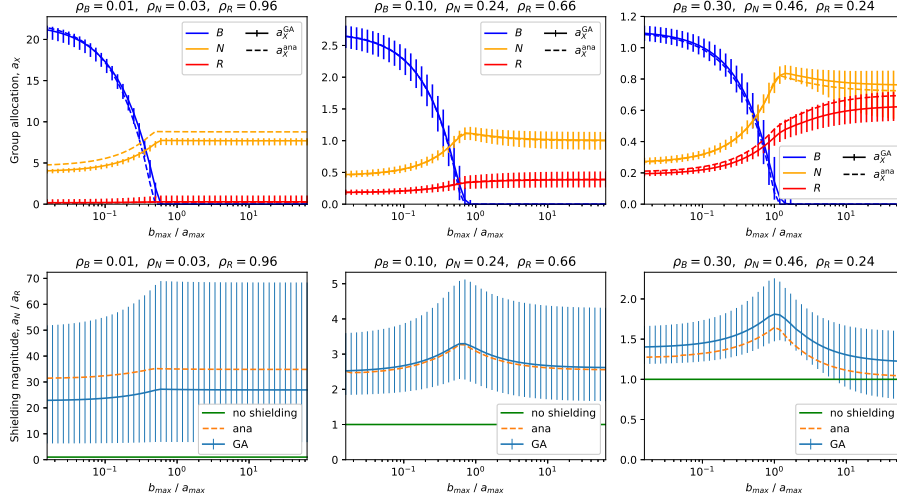 ρ_B = 0.01, ρ_N = 0.03, ρ_R = 0.96
Group allocation, a_X
20
15
10
5
0
B
N
R
a_X^GA
a_X^ana
10^−1
10^0
10^1
b_max / a_max
ρ_B = 0.10, ρ_N = 0.24, ρ_R = 0.66
2.5
2.0
1.5
1.0
0.5
0.0
B
N
R
a_X^GA
a_X^ana
10^−1
10^0
10^1
b_max / a_max
ρ_B = 0.30, ρ_N = 0.46, ρ_R = 0.24
1.2
1.0
0.8
0.6
0.4
0.2
0.0
B
N
R
a_X^GA
a_X^ana
10^−1
10^0
10^1
b_max / a_max
ρ_B = 0.01, ρ_N = 0.03, ρ_R = 0.96
Shielding magnitude, a_N / a_R
70
60
50
40
30
20
10
0
no shielding
ana
GA
10^−1
10^0
10^1
b_max / a_max
ρ_B = 0.10, ρ_N = 0.24, ρ_R = 0.66
5
4
3
2
1
0
no shielding
ana
GA
10^−1
10^0
10^1
b_max / a_max
ρ_B = 0.30, ρ_N = 0.46, ρ_R = 0.24
2.0
1.5
1.0
0.5
0.0
no shielding
ana
GA
10^−1
10^0
10^1
b_max / a_max